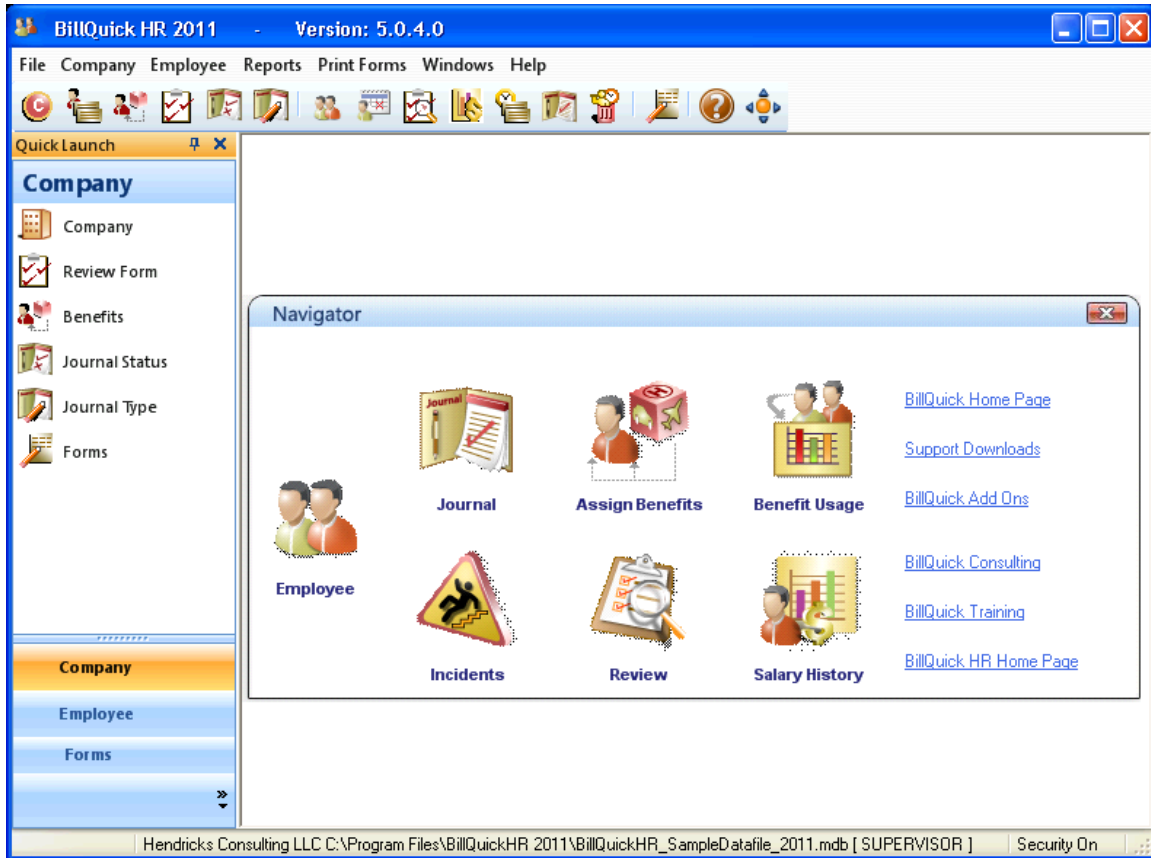 BillQuick HR 2011 - Version: 5.0.4.0
File Company Employee Reports Print Forms Windows Help
Quick Launch
Company
Company
Review Form
Benefits
Journal Status
Journal Type
Forms
Company
Employee
Forms
Navigator
Employee
Journal
Journal
Assign Benefits
Benefit Usage
Incidents
Review
Salary History
BillQuick Home Page
Support Downloads
BillQuick Add Ons
BillQuick Consulting
BillQuick Training
BillQuick HR Home Page
Hendricks Consulting LLC C:\Program Files\BillQuickHR 2011\BillQuickHR_SampleDatafile_2011.mdb [ SUPERVISOR ] Security On